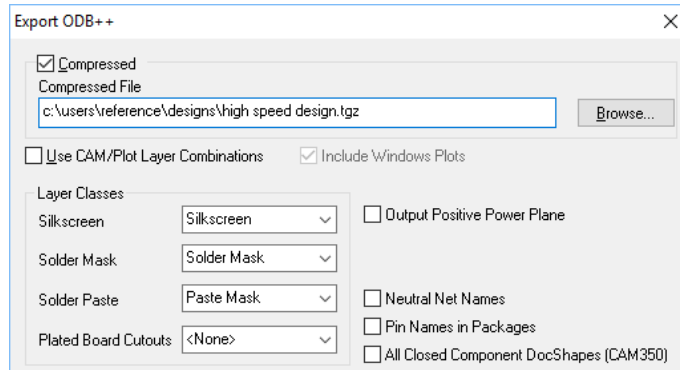 Export ODB++
Compressed
Compressed File
c:\users\reference\designs\high speed design.tgz
Browse...
Use CAM/Plot Layer Combinations
Include Windows Plots
Layer Classes
Silkscreen
Silkscreen
Output Positive Power Plane
Solder Mask
Solder Mask
Solder Paste
Paste Mask
Neutral Net Names
Pin Names in Packages
Plated Board Cutouts
<None>
All Closed Component DocShapes (CAM350)